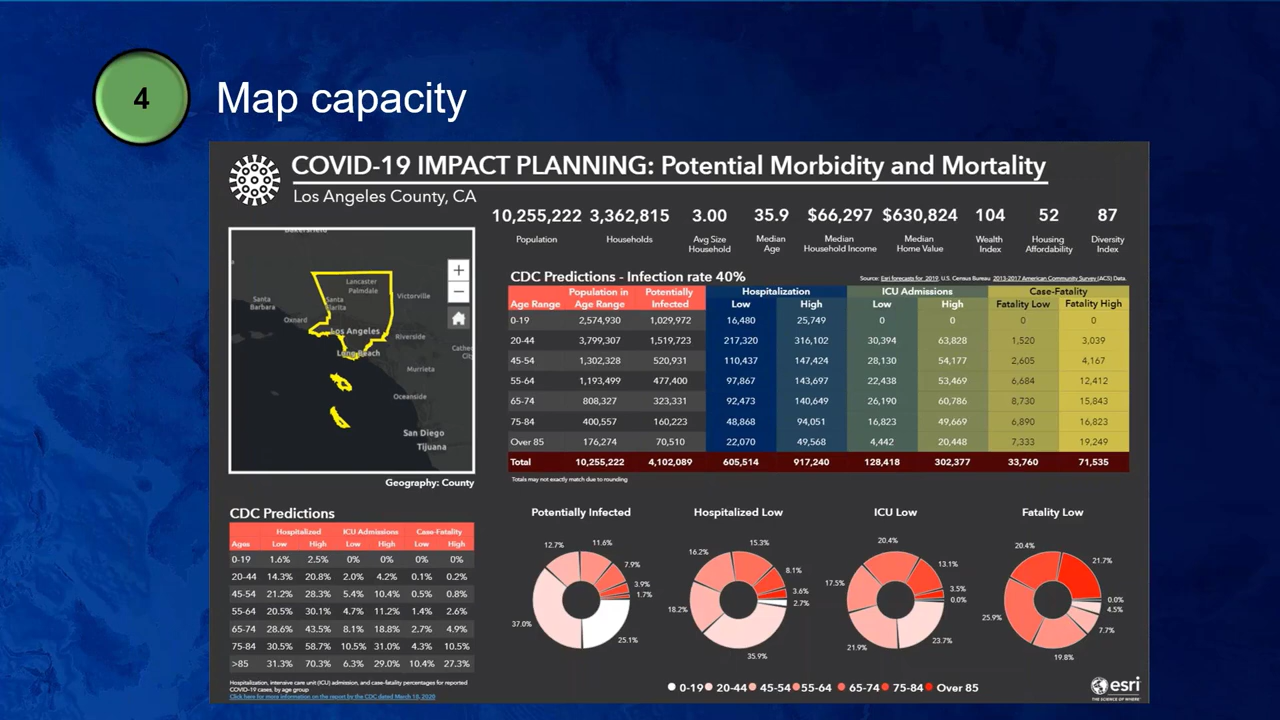 4
Map capacity
COVID-19 IMPACT PLANNING: Potential Morbidity and Mortality
Los Angeles County, CA
10,255,222 3,362,815 3.00 35.9 $66,297 $630,824 104 52 87
Population Households Avg Size Household Median Age Median Household Income Median Home Value Wealth Index Housing Affordability Diversity Index
CDC Predictions - Infection rate 40%
Source: Esri forecasts for 2019, U.S. Census Bureau 2013-2017 American Community Survey (ACS) Data.
Population in Potentially Hospitalization ICU Admissions Case-Fatality
Age Range Age Range Infected Low High Low High Fatality Low Fatality High
0-19 2,574,930 1,029,972 16,480 25,749 0 0 0 0
20-44 3,799,307 1,519,723 217,320 316,102 30,394 63,828 1,520 3,039
45-54 1,302,328 520,931 110,437 147,424 28,130 54,177 2,605 4,167
55-64 1,193,499 477,400 97,867 143,697 22,438 53,469 6,684 12,412
65-74 808,327 323,331 92,473 140,649 26,190 60,786 8,730 15,843
75-84 400,557 160,223 48,868 94,051 16,823 49,669 6,890 16,823
Over 85 176,274 70,510 22,070 49,568 4,442 20,448 7,333 19,249
Total 10,255,222 4,102,089 605,514 917,240 128,418 302,377 33,760 71,535
Totals may not exactly match due to rounding
Bakersfield
Lancaster
Palmdale
Santa Barbara
Santa Clarita
Victorville
Oxnard
Los Angeles
Riverside
Long Beach
Murrieta
Oceanside
San Diego
Tijuana
+
−
Geography: County
CDC Predictions
Hospitalized ICU Admissions Case-Fatality
Ages Low High Low High Low High
0-19 1.6% 2.5% 0% 0% 0% 0%
20-44 14.3% 20.8% 2.0% 4.2% 0.1% 0.2%
45-54 21.2% 28.3% 5.4% 10.4% 0.5% 0.8%
55-64 20.5% 30.1% 4.7% 11.2% 1.4% 2.6%
65-74 28.6% 43.5% 8.1% 18.8% 2.7% 4.9%
75-84 30.5% 58.7% 10.5% 31.0% 4.3% 10.5%
>85 31.3% 70.3% 6.3% 29.0% 10.4% 27.3%
Hospitalization, intensive care unit (ICU) admission, and case-fatality percentages for reported
COVID-19 cases, by age group
Click here for more information on the report by the CDC dated March 18, 2020
Potentially Infected
12.7% 11.6% 7.9% 3.9% 1.7% 25.1% 37.0%
Hospitalized Low
16.2% 15.3% 8.1% 3.6% 2.7% 35.9% 18.2%
ICU Low
17.5% 20.4% 13.1% 3.5% 0.0% 23.7% 21.9%
Fatality Low
20.4% 21.7% 0.0% 4.5% 7.7% 19.8% 25.9%
0-19 20-44 45-54 55-64 65-74 75-84 Over 85
esri
THE SCIENCE OF WHERE